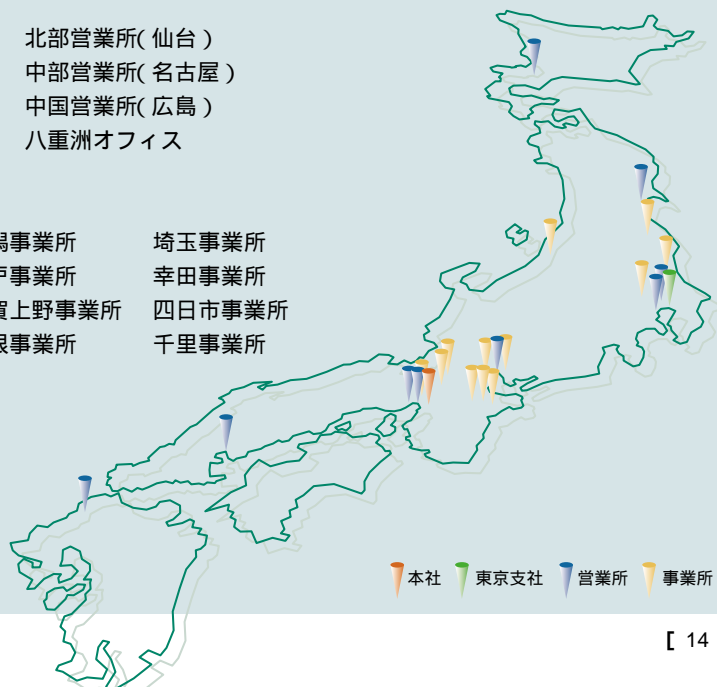 北部営業所( 仙台 )
中部営業所( 名古屋 )
中国営業所( 広島 )
八重洲オフィス
事業所 埼玉事業所
事業所 幸田事業所
上野事業所 四日市事業所
事業所 千里事業所
本社 東京支社 営業所 事業所
[ 14